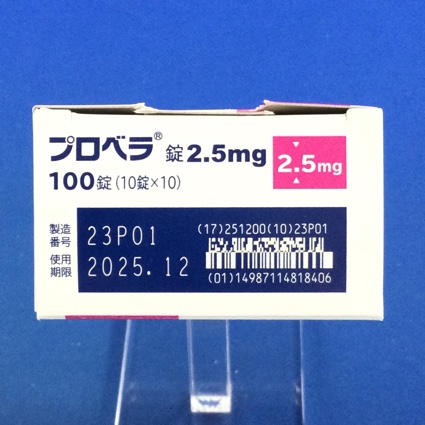 プロベラ® 錠 2.5mg
2.5mg
100錠(10錠×10)
製造番号 23P01
(17)251200(10)23P01
使用期限 2025.12
(01)14987114818406